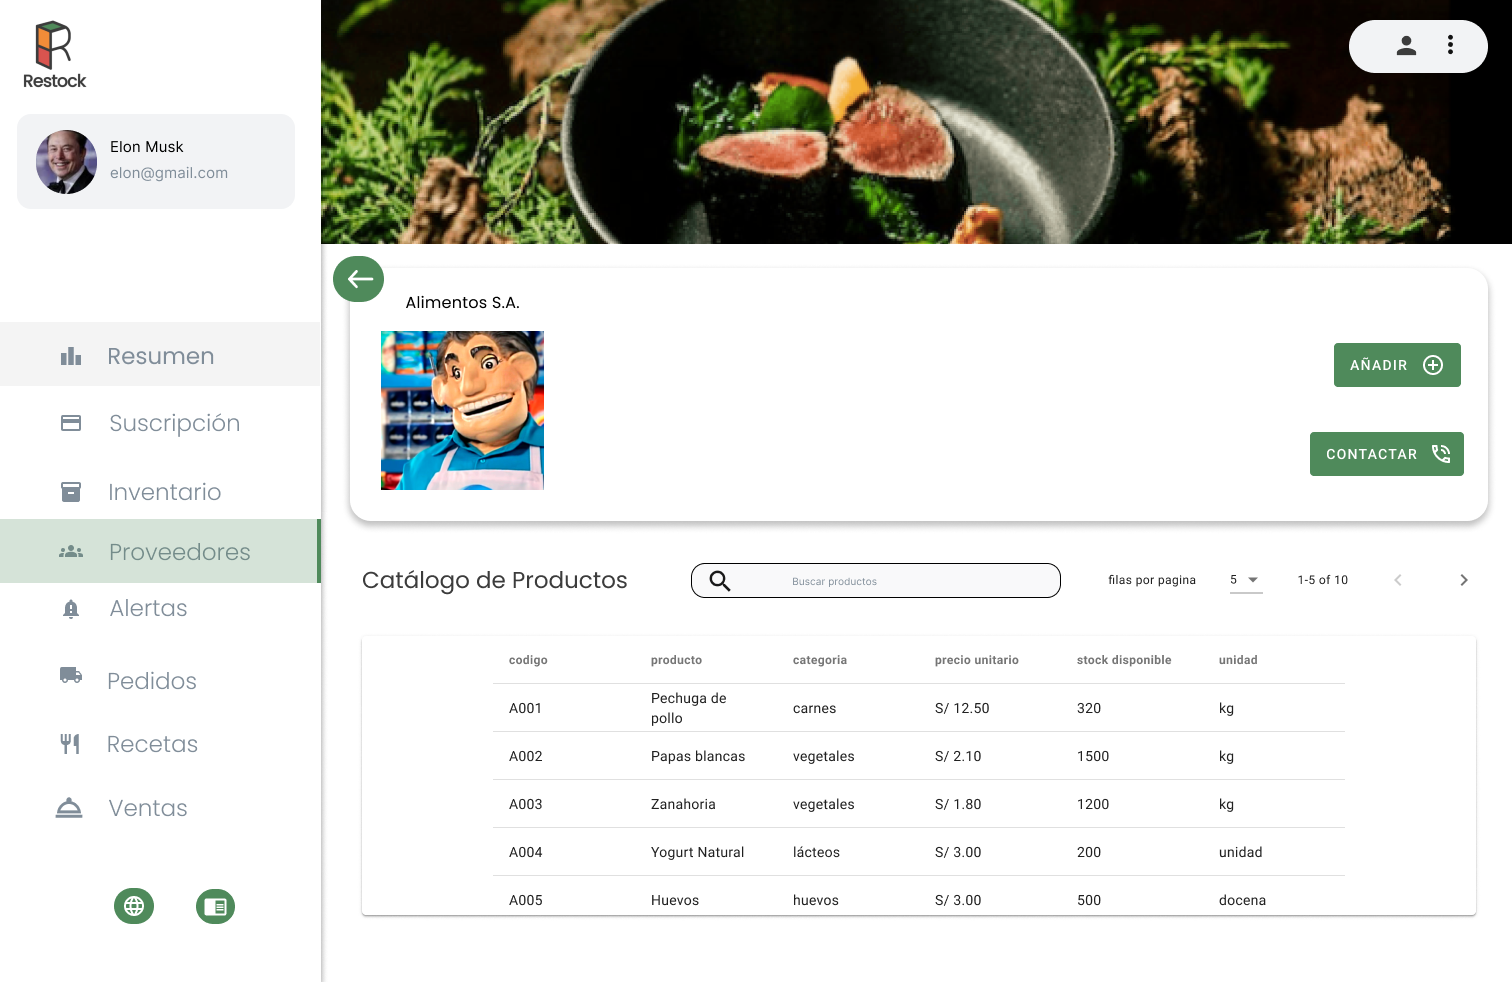 Restock
Elon Musk
elon@gmail.com
Resumen
Suscripción
Inventario
Proveedores
Alertas
Pedidos
Recetas
Ventas
Alimentos S.A.
AÑADIR
CONTACTAR
Catálogo de Productos
Buscar productos
filas por pagina 5 1-5 of 10
codigo producto categoria precio unitario stock disponible unidad
A001 Pechuga de pollo carnes S/ 12.50 320 kg
A002 Papas blancas vegetales S/ 2.10 1500 kg
A003 Zanahoria vegetales S/ 1.80 1200 kg
A004 Yogurt Natural lácteos S/ 3.00 200 unidad
A005 Huevos huevos S/ 3.00 500 docena